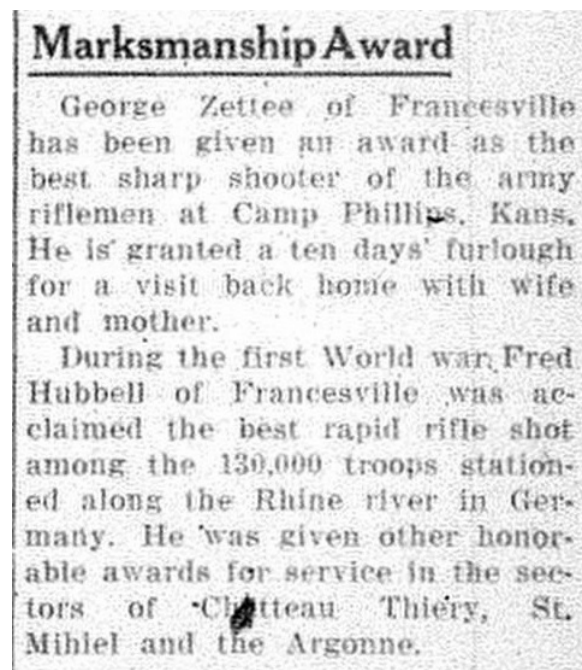 Marksmanship Award
George Zettee of Francesville
has been given an award as the
best sharp shooter of the army
riflemen at Camp Phillips, Kans.
He is granted a ten days' furlough
for a visit back home with wife
and mother.
During the first World war, Fred
Hubbell of Francesville was ac-
claimed the best rapid rifle shot
among the 130,000 troops station-
ed along the Rhine river in Ger-
many. He was given other honor-
able awards for service in the sec-
tors of Chatteau Thiery, St.
Mihiel and the Argonne.